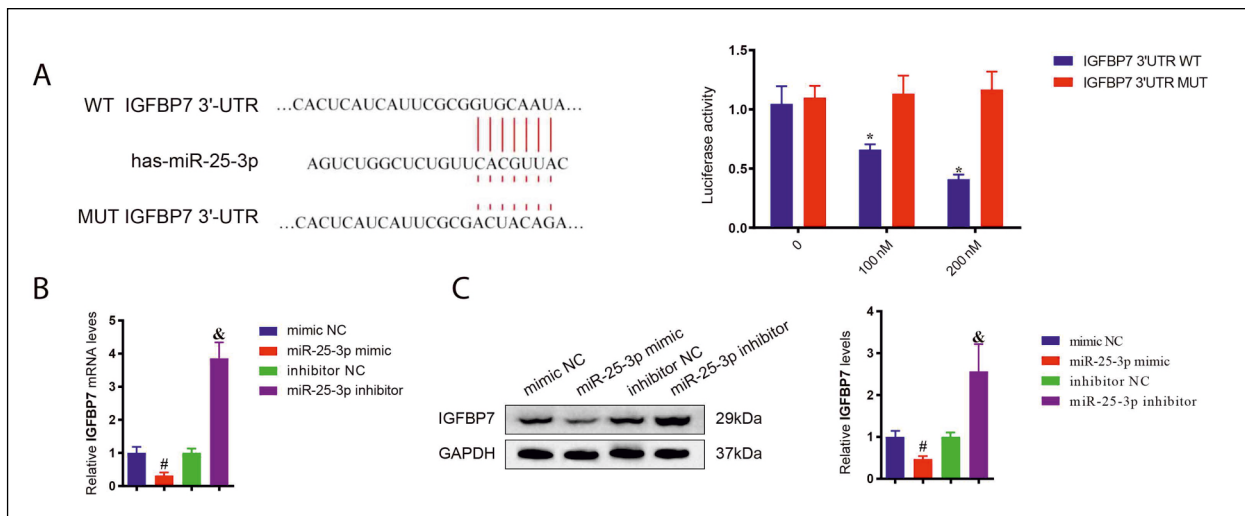 A
WT IGFBP7 3'-UTR
...CACUCAUCAUUCGCGGUGCAAUA...
has-miR-25-3p
AGUCUGGCUCUGUUCACGUUAC
MUT IGFBP7 3'-UTR
...CACUCAUCAUUCGCGACUACAGA...
Luciferase activity
1.5
1.0
0.5
0.0
*
*
0
100 nM
200 nM
IGFBP7 3'UTR WT
IGFBP7 3'UTR MUT
B
Relative IGFBP7 mRNA levels
5
4
2
1
0
#
&
mimic NC
miR-25-3p mimic
inhibitor NC
miR-25-3p inhibitor
C
mimic NC
miR-25-3p mimic
inhibitor NC
miR-25-3p inhibitor
IGFBP7
29kDa
GAPDH
37kDa
Relative IGFBP7 levels
4
3
2
1
0
#
&
mimic NC
miR-25-3p mimic
inhibitor NC
miR-25-3p inhibitor